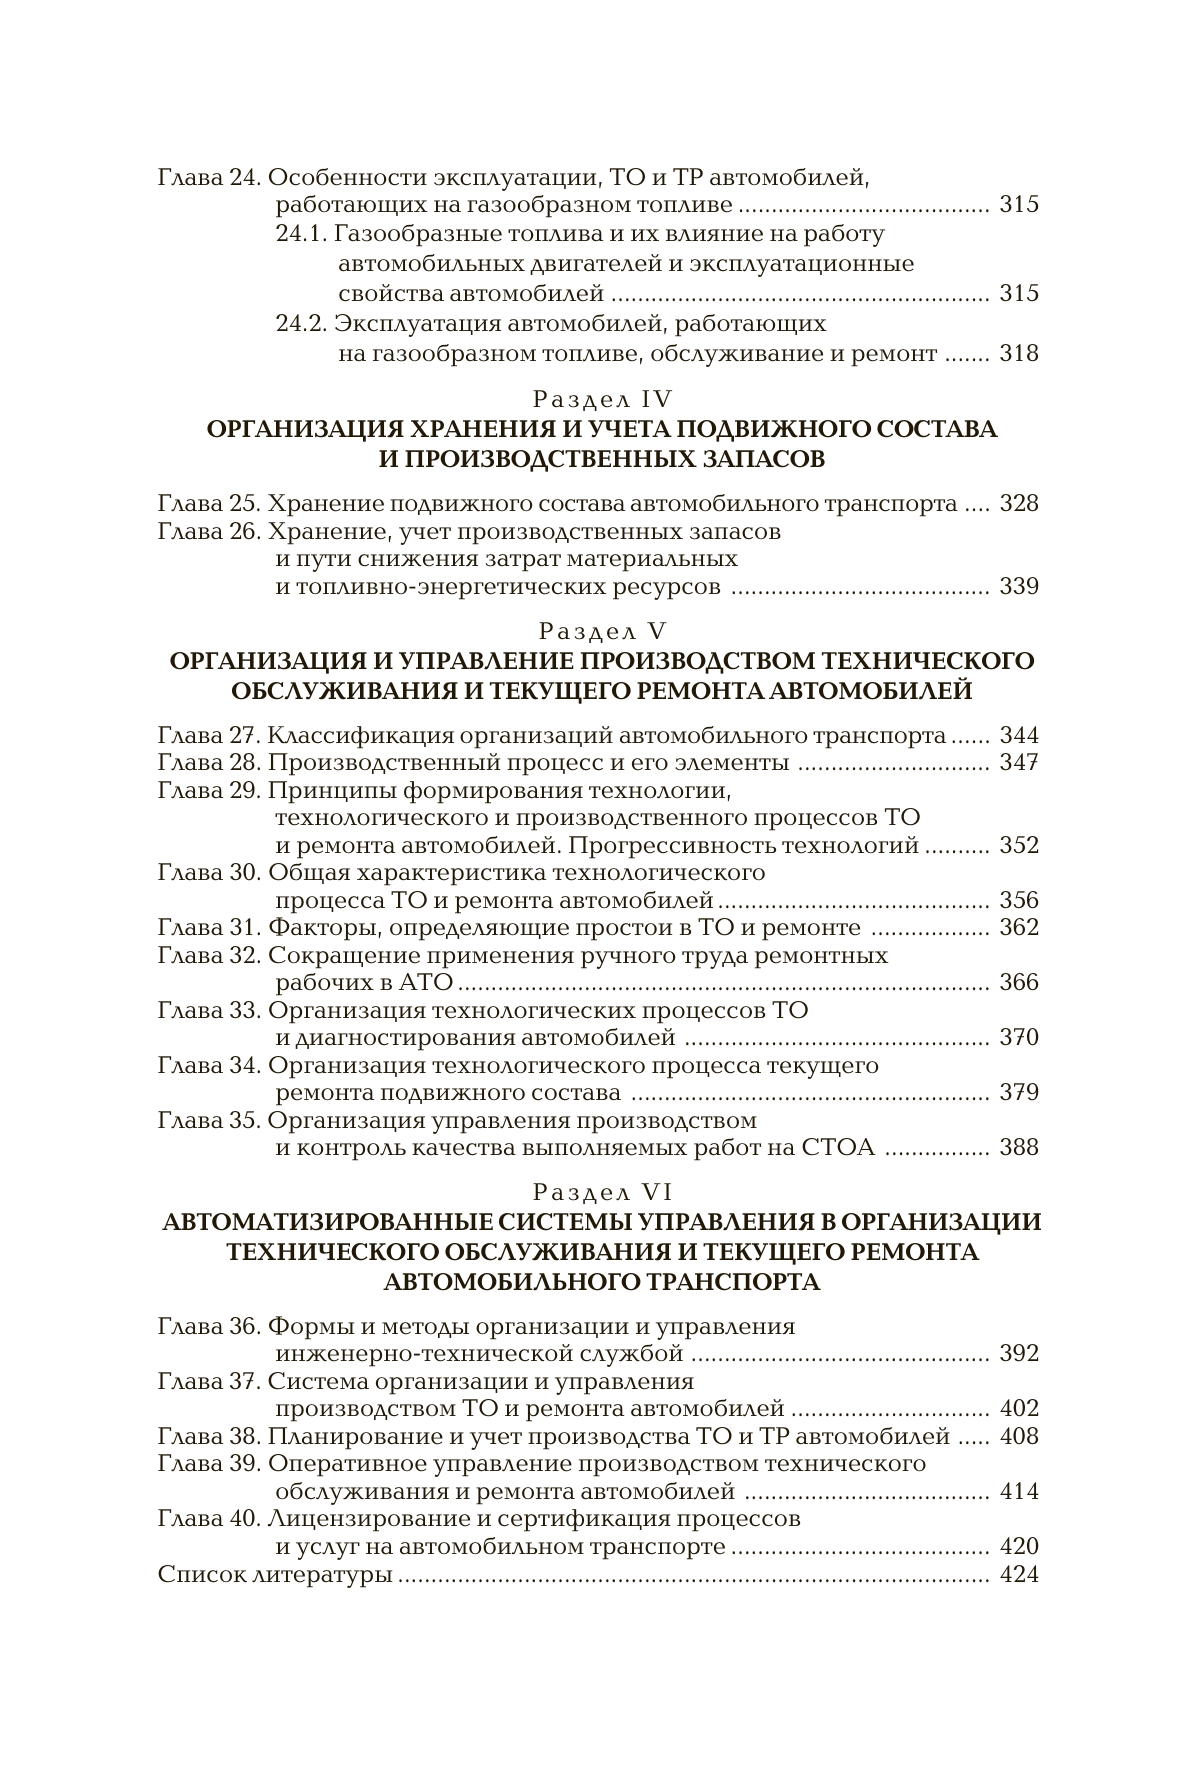 Глава 24. Особенности эксплуатации, ТО и ТР автомобилей,
работающих на газообразном топливе ...................................... 315
24.1. Газообразные топлива и их влияние на работу
автомобильных двигателей и эксплуатационные
свойства автомобилей ......................................................... 315
24.2. Эксплуатация автомобилей, работающих
на газообразном топливе, обслуживание и ремонт ....... 318
Раздел IV
ОРГАНИЗАЦИЯ ХРАНЕНИЯ И УЧЕТА ПОДВИЖНОГО СОСТАВА
И ПРОИЗВОДСТВЕННЫХ ЗАПАСОВ
Глава 25. Хранение подвижного состава автомобильного транспорта .... 328
Глава 26. Хранение, учет производственных запасов
и пути снижения затрат материальных
и топливно-энергетических ресурсов ....................................... 339
Раздел V
ОРГАНИЗАЦИЯ И УПРАВЛЕНИЕ ПРОИЗВОДСТВОМ ТЕХНИЧЕСКОГО
ОБСЛУЖИВАНИЯ И ТЕКУЩЕГО РЕМОНТА АВТОМОБИЛЕЙ
Глава 27. Классификация организаций автомобильного транспорта ...... 344
Глава 28. Производственный процесс и его элементы ............................. 347
Глава 29. Принципы формирования технологии,
технологического и производственного процессов ТО
и ремонта автомобилей. Прогрессивность технологий .......... 352
Глава 30. Общая характеристика технологического
процесса ТО и ремонта автомобилей ......................................... 356
Глава 31. Факторы, определяющие простои в ТО и ремонте .................. 362
Глава 32. Сокращение применения ручного труда ремонтных
рабочих в АТО ................................................................................ 366
Глава 33. Организация технологических процессов ТО
и диагностирования автомобилей .............................................. 370
Глава 34. Организация технологического процесса текущего
ремонта подвижного состава ...................................................... 379
Глава 35. Организация управления производством
и контроль качества выполняемых работ на СТОА ................ 388
Раздел VI
АВТОМАТИЗИРОВАННЫЕ СИСТЕМЫ УПРАВЛЕНИЯ В ОРГАНИЗАЦИИ
ТЕХНИЧЕСКОГО ОБСЛУЖИВАНИЯ И ТЕКУЩЕГО РЕМОНТА
АВТОМОБИЛЬНОГО ТРАНСПОРТА
Глава 36. Формы и методы организации и управления
инженерно-технической службой ............................................. 392
Глава 37. Система организации и управления
производством ТО и ремонта автомобилей .............................. 402
Глава 38. Планирование и учет производства ТО и ТР автомобилей ..... 408
Глава 39. Оперативное управление производством технического
обслуживания и ремонта автомобилей ..................................... 414
Глава 40. Лицензирование и сертификация процессов
и услуг на автомобильном транспорте ....................................... 420
Список литературы ......................................................................................... 424